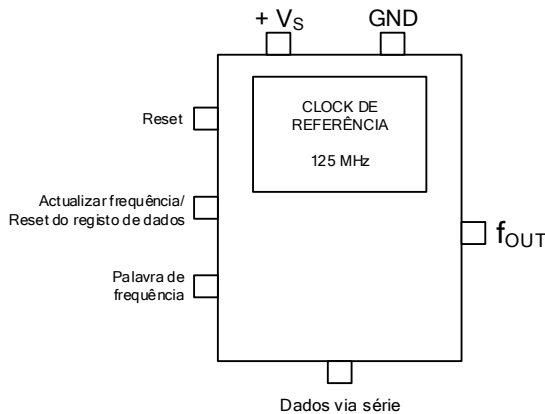 + VS
GND
CLOCK DE
REFERÊNCIA
125 MHz
Reset
Actualizar frequência/
Reset do registo de dados
fOUT
Palavra de
frequência
Dados via série